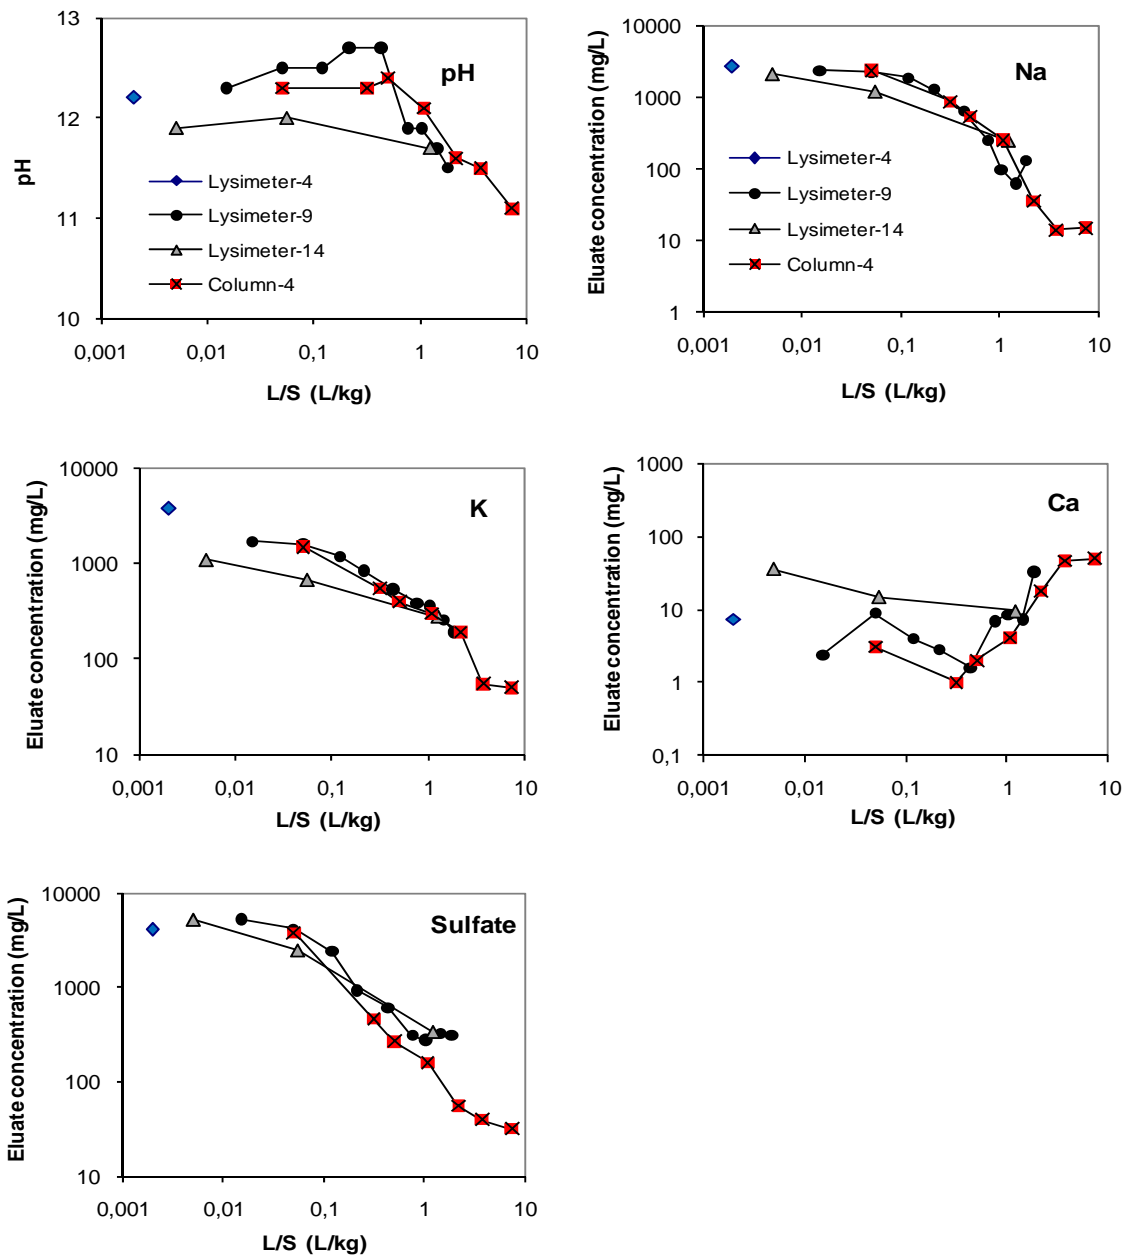 13
12
11
10
pH
pH
Lysimeter-4
Lysimeter-9
Lysimeter-14
Column-4
0,001
0,01
0,1
1
10
L/S (L/kg)
10000
1000
100
10
1
Eluate concentration (mg/L)
Na
Lysimeter-4
Lysimeter-9
Lysimeter-14
Column-4
0,001
0,01
0,1
1
10
L/S (L/kg)
10000
1000
100
10
Eluate concentration (mg/L)
K
0,001
0,01
0,1
1
10
L/S (L/kg)
1000
100
10
1
0,1
Eluate concentration (mg/L)
Ca
0,001
0,01
0,1
1
10
L/S (L/kg)
10000
1000
100
10
Eluate concentration (mg/L)
Sulfate
0,001
0,01
0,1
1
10
L/S (L/kg)